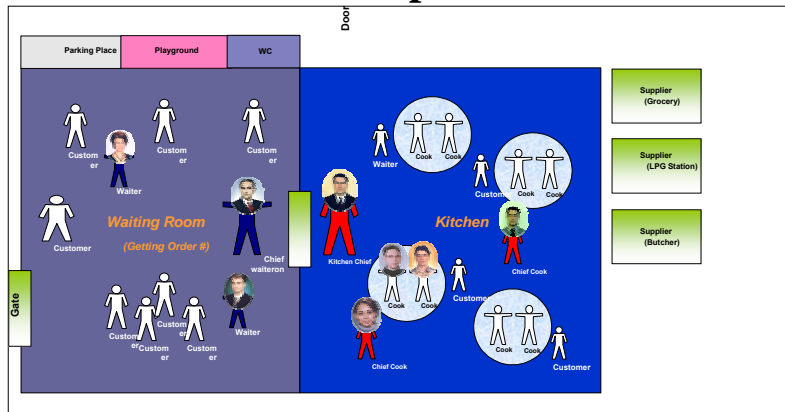 Door
Parking Place
Playground
WC
Supplier
(Grocery)
Custom
er
Custom
er
Custom
er
Waiter
Waiter
Cook
Cook
Custom
Cook
Cook
er
Supplier
(LPG Station)
Customer
Waiting Room
(Getting Order #)
Chief
waiteron
Kitchen Chief
Kitchen
Chief Cook
Supplier
(Butcher)
Gate
Custom
er
Custom
er
Custom
er
Custom
er
Waiter
Cook
Cook
Customer
Chief Cook
Cook
Cook
Customer